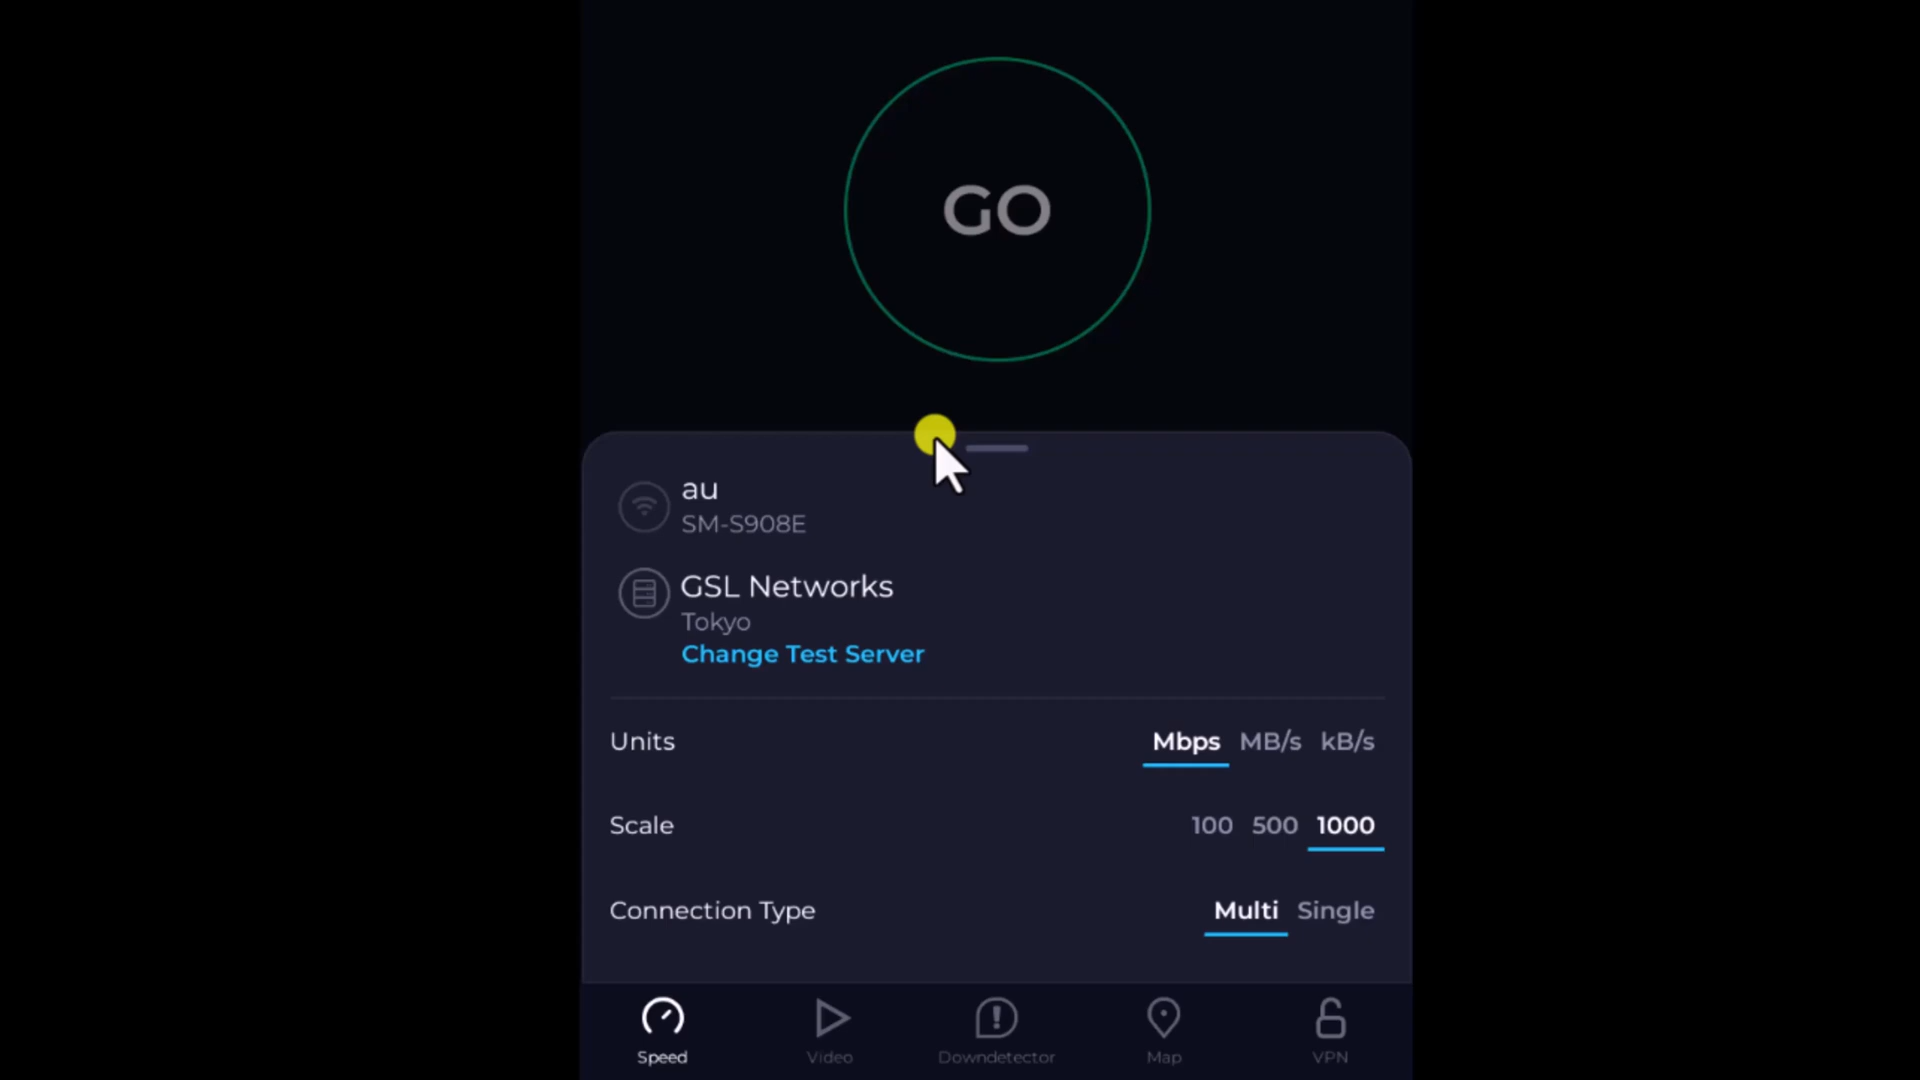 GO
au
SM-S908E
GSL Networks
Tokyo
Change Test Server
Units Mbps MB/s kB/s
Scale 100 500 1000
Connection Type Multi Single
Speed Video Downdetector Map VPN